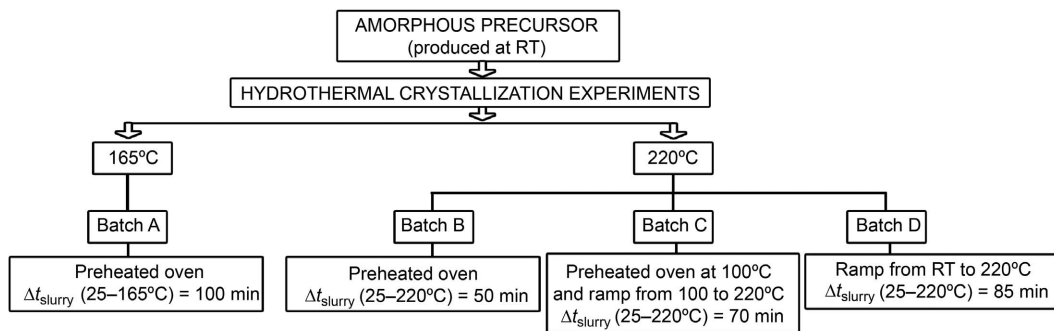 AMORPHOUS PRECURSOR
(produced at RT)
HYDROTHERMAL CRYSTALLIZATION EXPERIMENTS
165ºC
220ºC
Batch A
Batch B
Batch C
Batch D
Preheated oven
Δtslurry (25–165ºC) = 100 min
Preheated oven
Δtslurry (25–220ºC) = 50 min
Preheated oven at 100ºC
and ramp from 100 to 220ºC
Δtslurry (25–220ºC) = 70 min
Ramp from RT to 220ºC
Δtslurry (25–220ºC) = 85 min